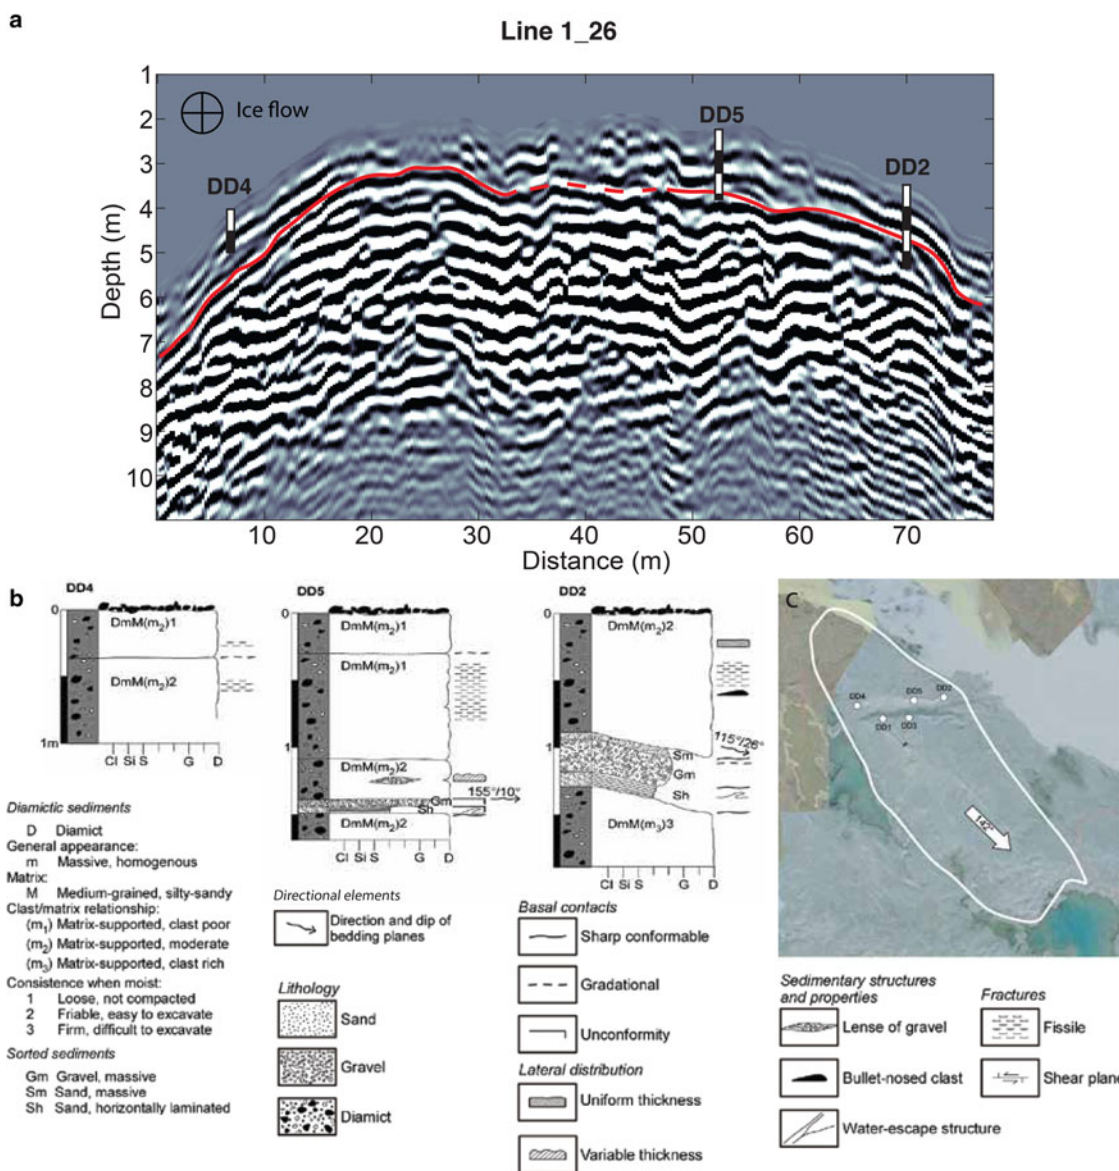 a
Line 1_26
Ice flow
DD4
DD5
DD2
Depth (m)
1
2
3
4
5
6
7
8
9
10
10
20
30
40
50
60
70
Distance (m)
b
DD4
0
DmM(m₂)1
DmM(m₂)2
1m
Cl Si S G D
DD5
0
DmM(m₂)1
DmM(m₂)1
1
DmM(m₂)2
155°/10°
Gm
Sh
DmM(m₂)2
Cl Si S G D
DD2
0
DmM(m₂)2
1
115°/26°
Sm
Gm
Sh
DmM(m₃)3
Cl Si S G D
C
DD4
DD5
DD2
DD1
DD3
142°
Diamictic sediments
D Diamict
General appearance:
m Massive, homogenous
Matrix:
M Medium-grained, silty-sandy
Clast/matrix relationship:
(m₁) Matrix-supported, clast poor
(m₂) Matrix-supported, moderate
(m₃) Matrix-supported, clast rich
Consistence when moist:
1 Loose, not compacted
2 Friable, easy to excavate
3 Firm, difficult to excavate
Sorted sediments
Gm Gravel, massive
Sm Sand, massive
Sh Sand, horizontally laminated
Directional elements
Direction and dip of
bedding planes
Lithology
Sand
Gravel
Diamict
Basal contacts
Sharp conformable
Gradational
Unconformity
Lateral distribution
Uniform thickness
Variable thickness
Sedimentary structures
and properties
Lense of gravel
Bullet-nosed clast
Water-escape structure
Fractures
Fissile
Shear plane